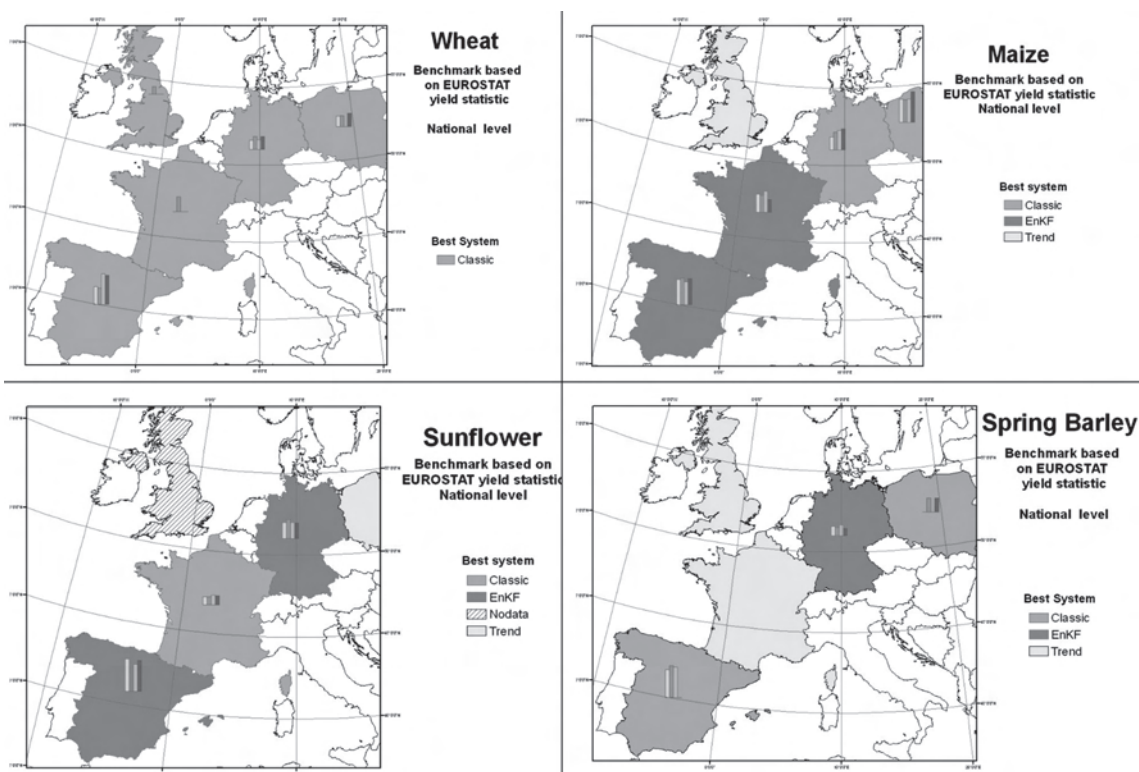 Wheat
Benchmark based
on EUROSTAT
yield statistic
National level
Best System
Classic
Maize
Benchmark based on
EUROSTAT yield statistic
National level
Best system
Classic
EnKF
Trend
Sunflower
Benchmark based on
EUROSTAT yield statistic
National level
Best system
Classic
EnKF
Nodata
Trend
Spring Barley
Benchmark based
on EUROSTAT
yield statistic
National level
Best System
Classic
EnKF
Trend